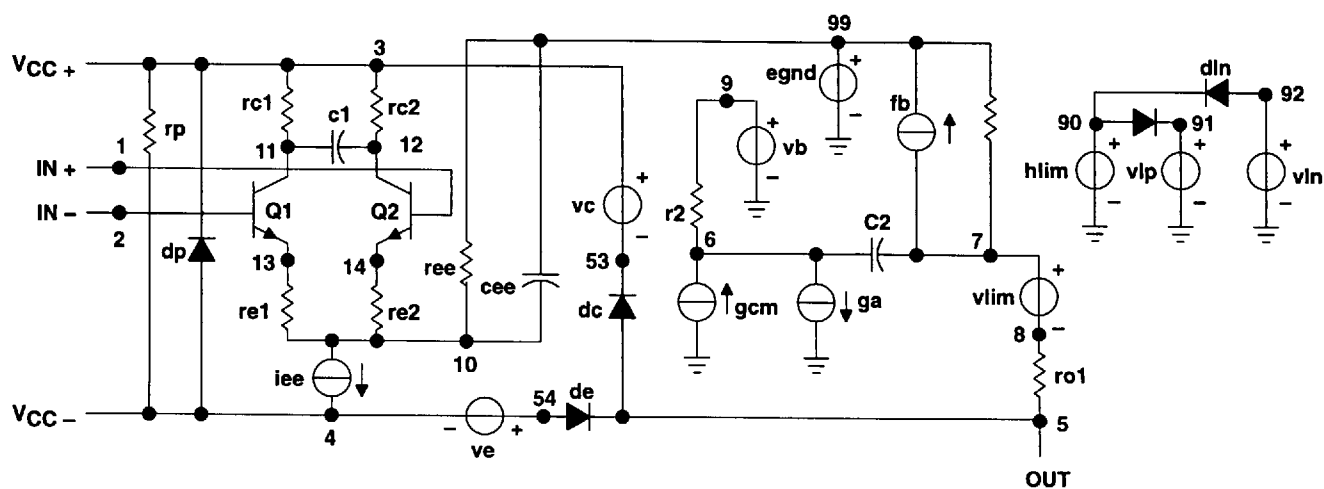 99
3
VCC +
egnd
+
−
fb
dln
92
9
+
−
vb
rc1
rc2
c1
rp
11
12
90
91
+
−
hlim
+
−
vlp
+
−
vln
1
IN +
IN −
2
Q1
Q2
+
−
vc
r2
6
C2
7
dp
13
14
ree
cee
53
dc
gcm
ga
+
−
vlim
8
re1
re2
10
ro1
iee
54
de
VCC −
4
−
+
ve
5
OUT